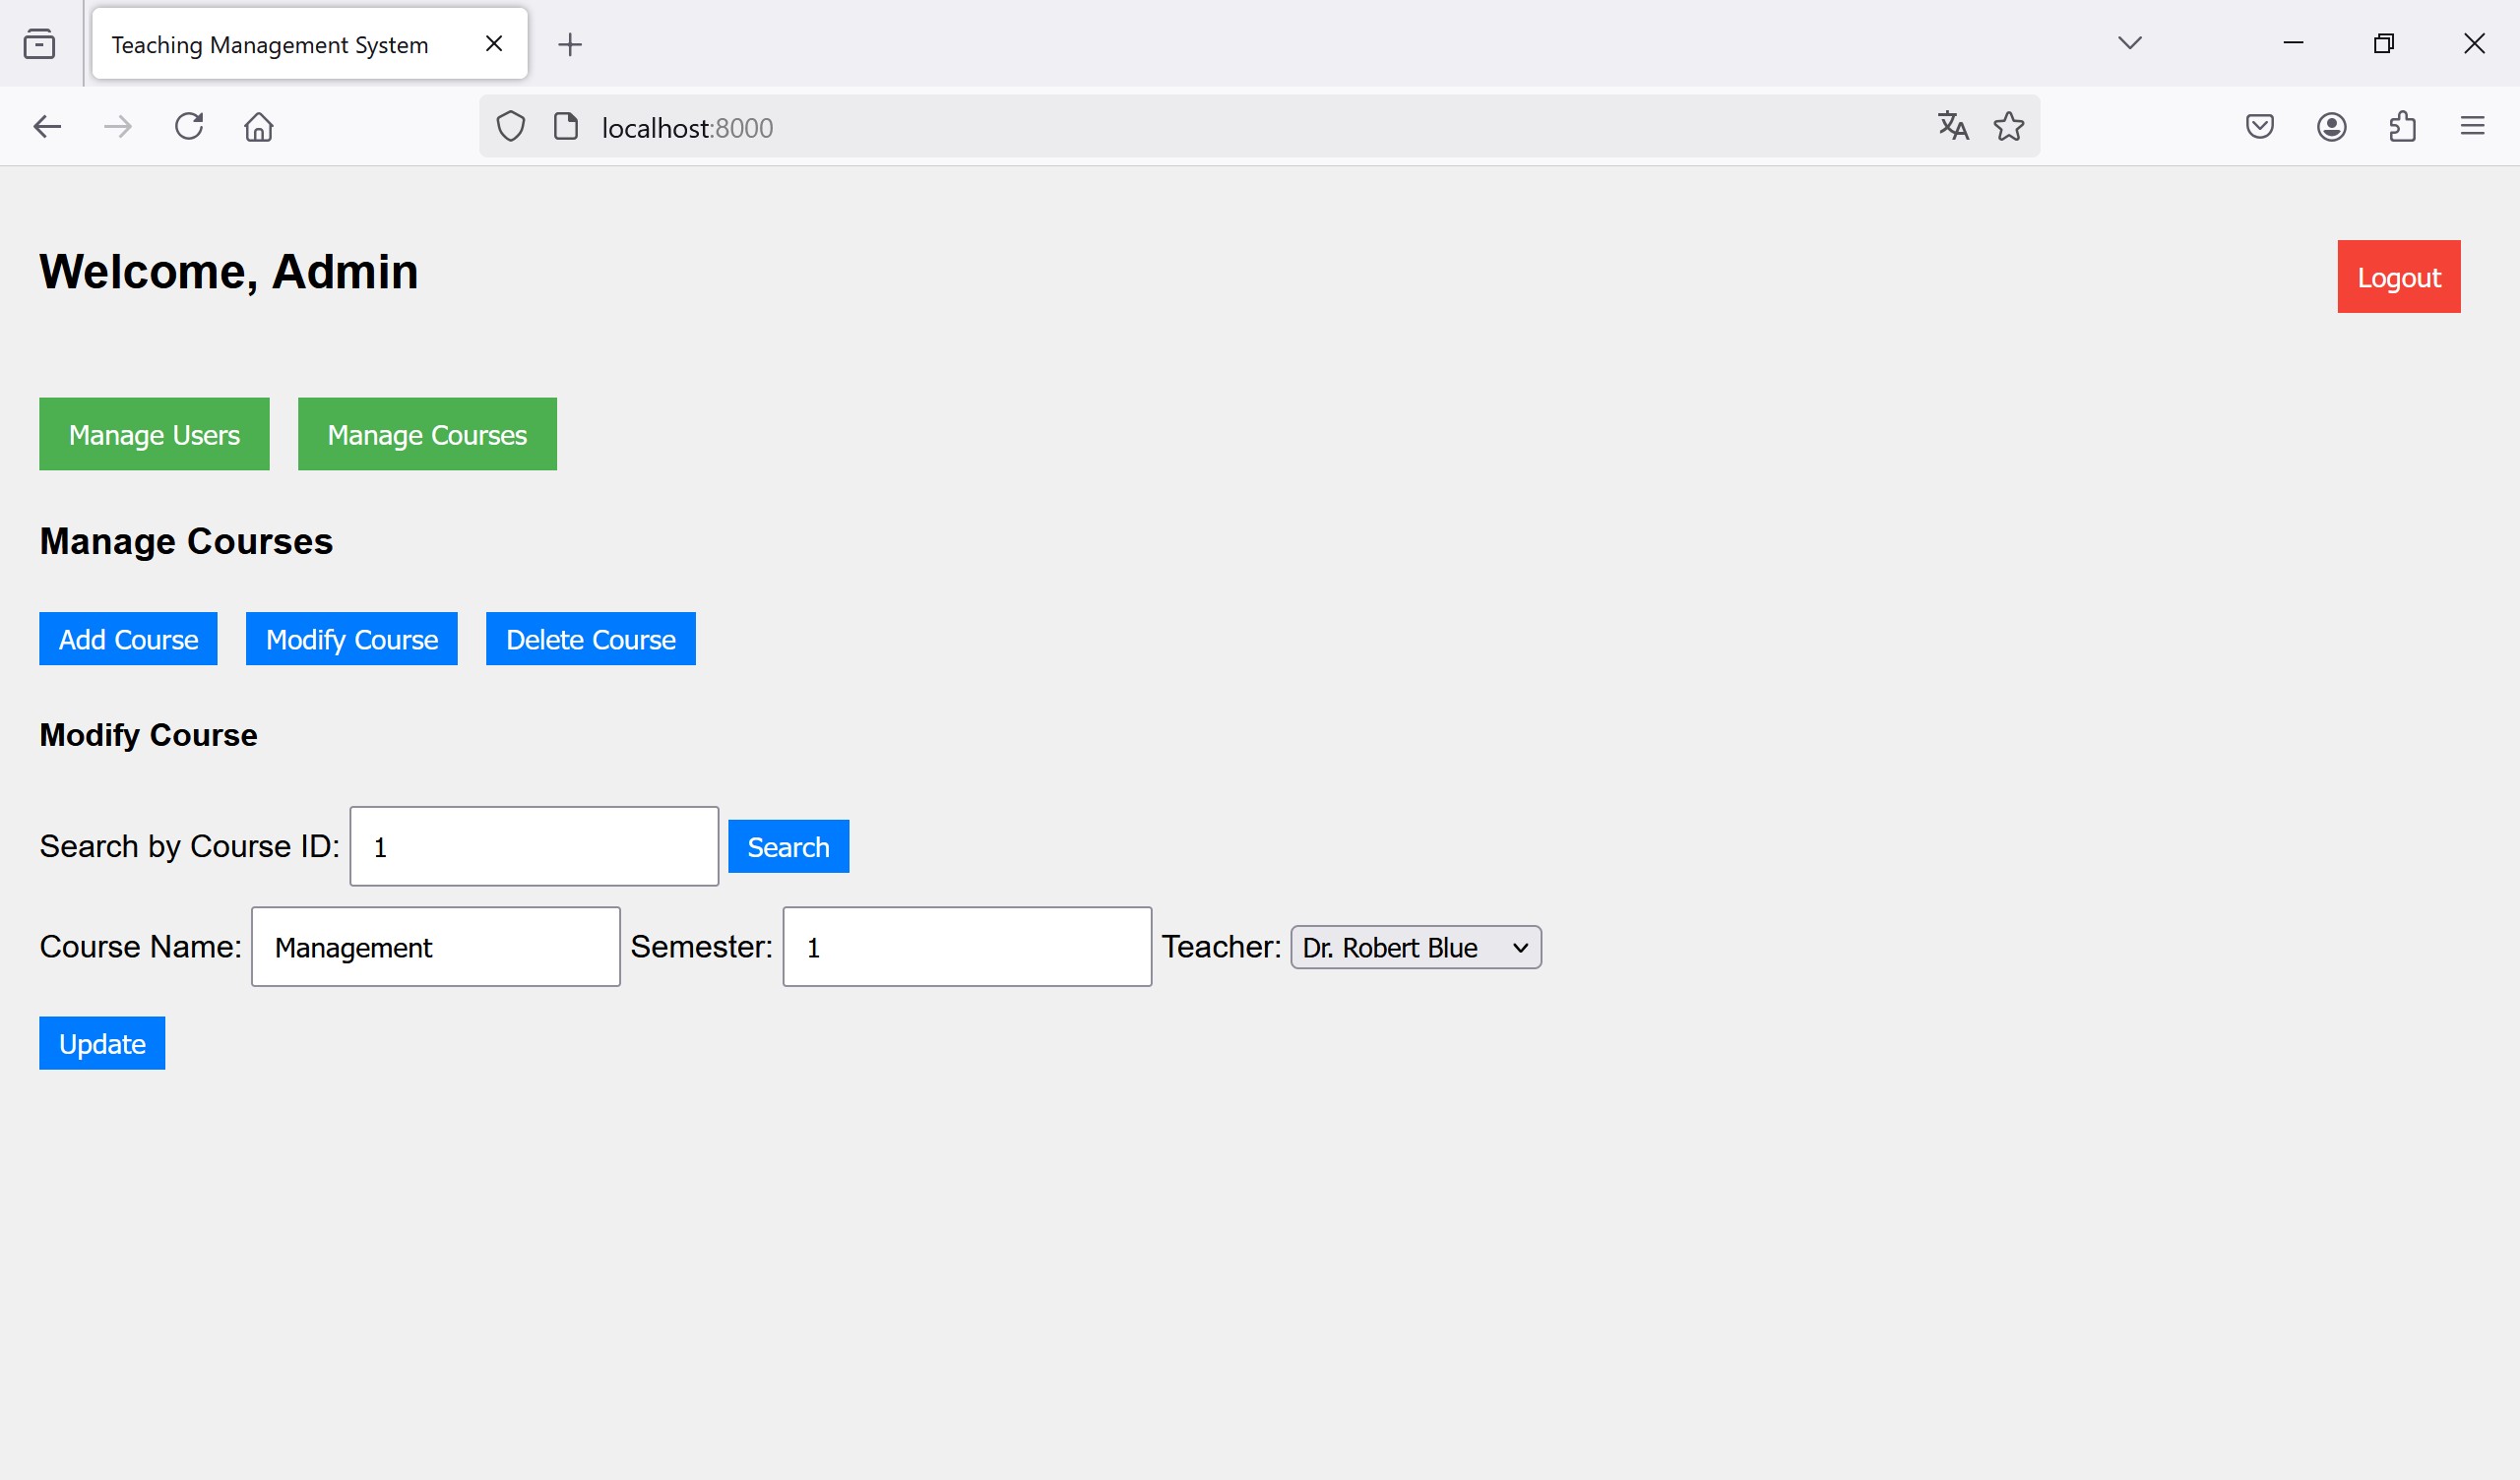 Teaching Management System
localhost:8000
Welcome, Admin
Logout
Manage Users Manage Courses
Manage Courses
Add Course Modify Course Delete Course
Modify Course
Search by Course ID: 1 Search
Course Name: Management Semester: 1 Teacher: Dr. Robert Blue
Update